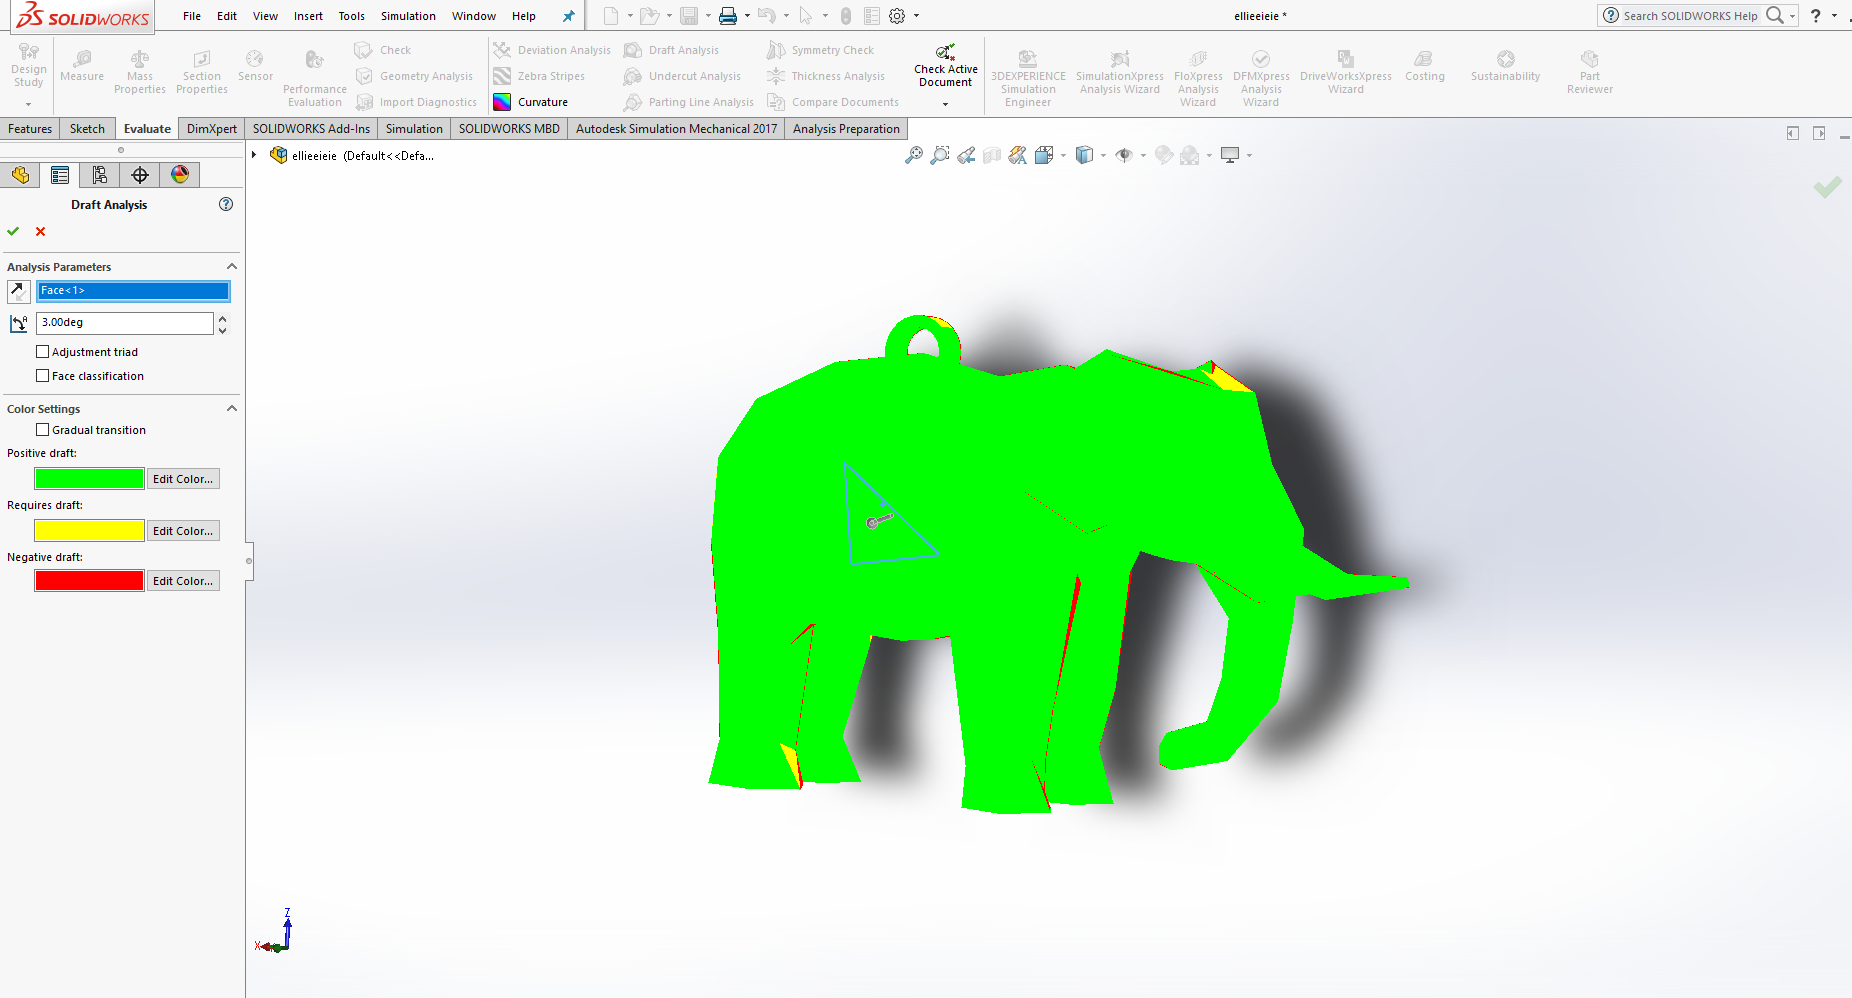 SOLIDWORKS
File Edit View Insert Tools Simulation Window Help
ellieeieie *
Search SOLIDWORKS Help
?
Design Study
Measure
Mass Properties
Section Properties
Sensor
Performance Evaluation
Check
Geometry Analysis
Import Diagnostics
Deviation Analysis
Zebra Stripes
Curvature
Draft Analysis
Undercut Analysis
Parting Line Analysis
Symmetry Check
Thickness Analysis
Compare Documents
Check Active Document
3DEXPERIENCE Simulation Engineer
SimulationXpress Analysis Wizard
FloXpress Analysis Wizard
DFMXpress Analysis Wizard
DriveWorksXpress Wizard
Costing
Sustainability
Part Reviewer
Features Sketch Evaluate DimXpert SOLIDWORKS Add-Ins Simulation SOLIDWORKS MBD Autodesk Simulation Mechanical 2017 Analysis Preparation
ellieeieie (Default<<Defa...
Draft Analysis
Analysis Parameters
Face<1>
3.00deg
Adjustment triad
Face classification
Color Settings
Gradual transition
Positive draft:
Edit Color...
Requires draft:
Edit Color...
Negative draft:
Edit Color...
Z
X